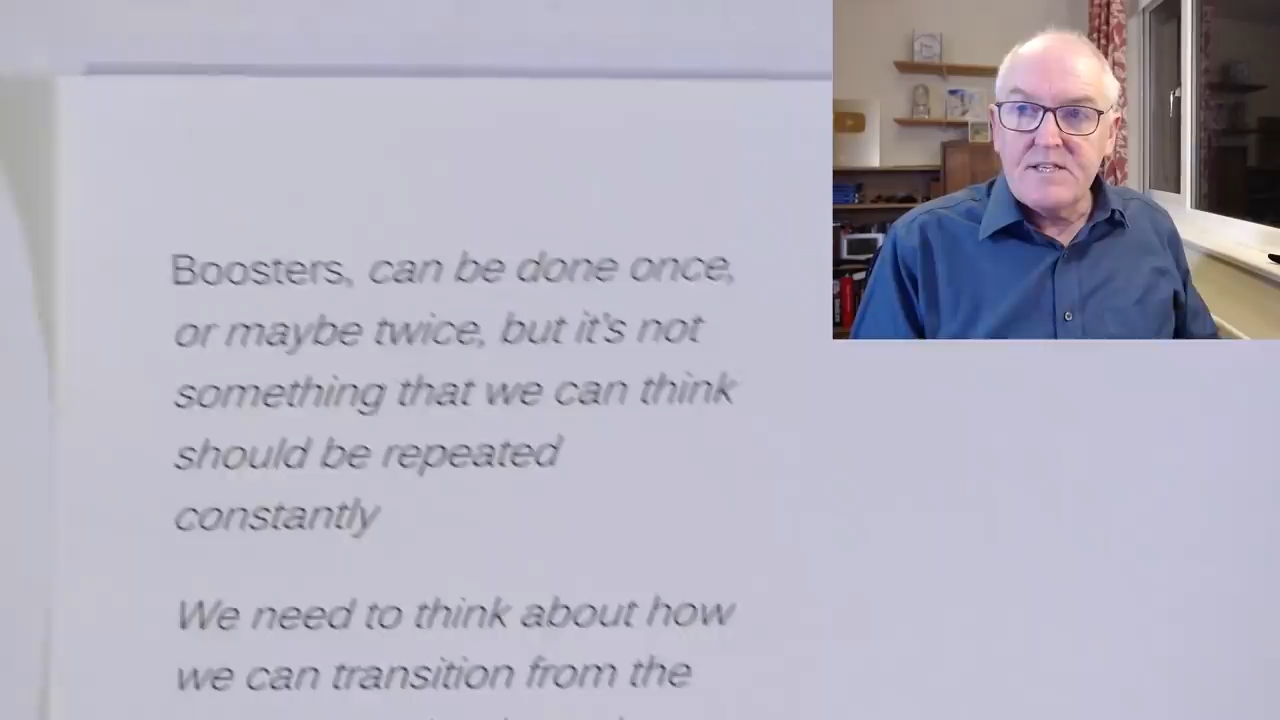 Boosters, can be done once,
or maybe twice, but it's not
something that we can think
should be repeated
constantly
We need to think about how
we can transition from the